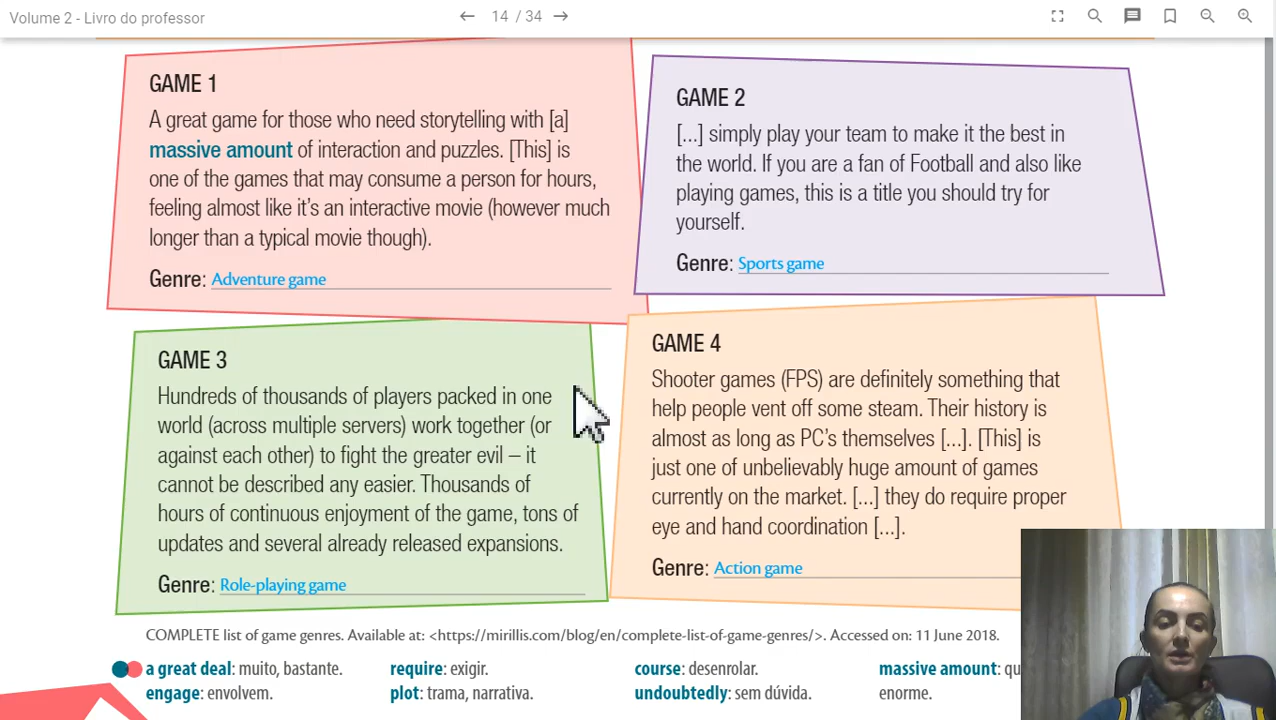 Volume 2 - Livro do professor
14 / 34
GAME 1
A great game for those who need storytelling with [a]
massive amount of interaction and puzzles. [This] is
one of the games that may consume a person for hours,
feeling almost like it's an interactive movie (however much
longer than a typical movie though).
Genre: Adventure game
GAME 2
[...] simply play your team to make it the best in
the world. If you are a fan of Football and also like
playing games, this is a title you should try for
yourself.
Genre: Sports game
GAME 3
Hundreds of thousands of players packed in one
world (across multiple servers) work together (or
against each other) to fight the greater evil – it
cannot be described any easier. Thousands of
hours of continuous enjoyment of the game, tons of
updates and several already released expansions.
Genre: Role-playing game
GAME 4
Shooter games (FPS) are definitely something that
help people vent off some steam. Their history is
almost as long as PC's themselves [...]. [This] is
just one of unbelievably huge amount of games
currently on the market. [...] they do require proper
eye and hand coordination [...].
Genre: Action game
COMPLETE list of game genres. Available at: <https://mirillis.com/blog/en/complete-list-of-game-genres/>. Accessed on: 11 June 2018.
a great deal: muito, bastante.
engage: envolvem.
require: exigir.
plot: trama, narrativa.
course: desenrolar.
undoubtedly: sem dúvida.
massive amount:
enorme.